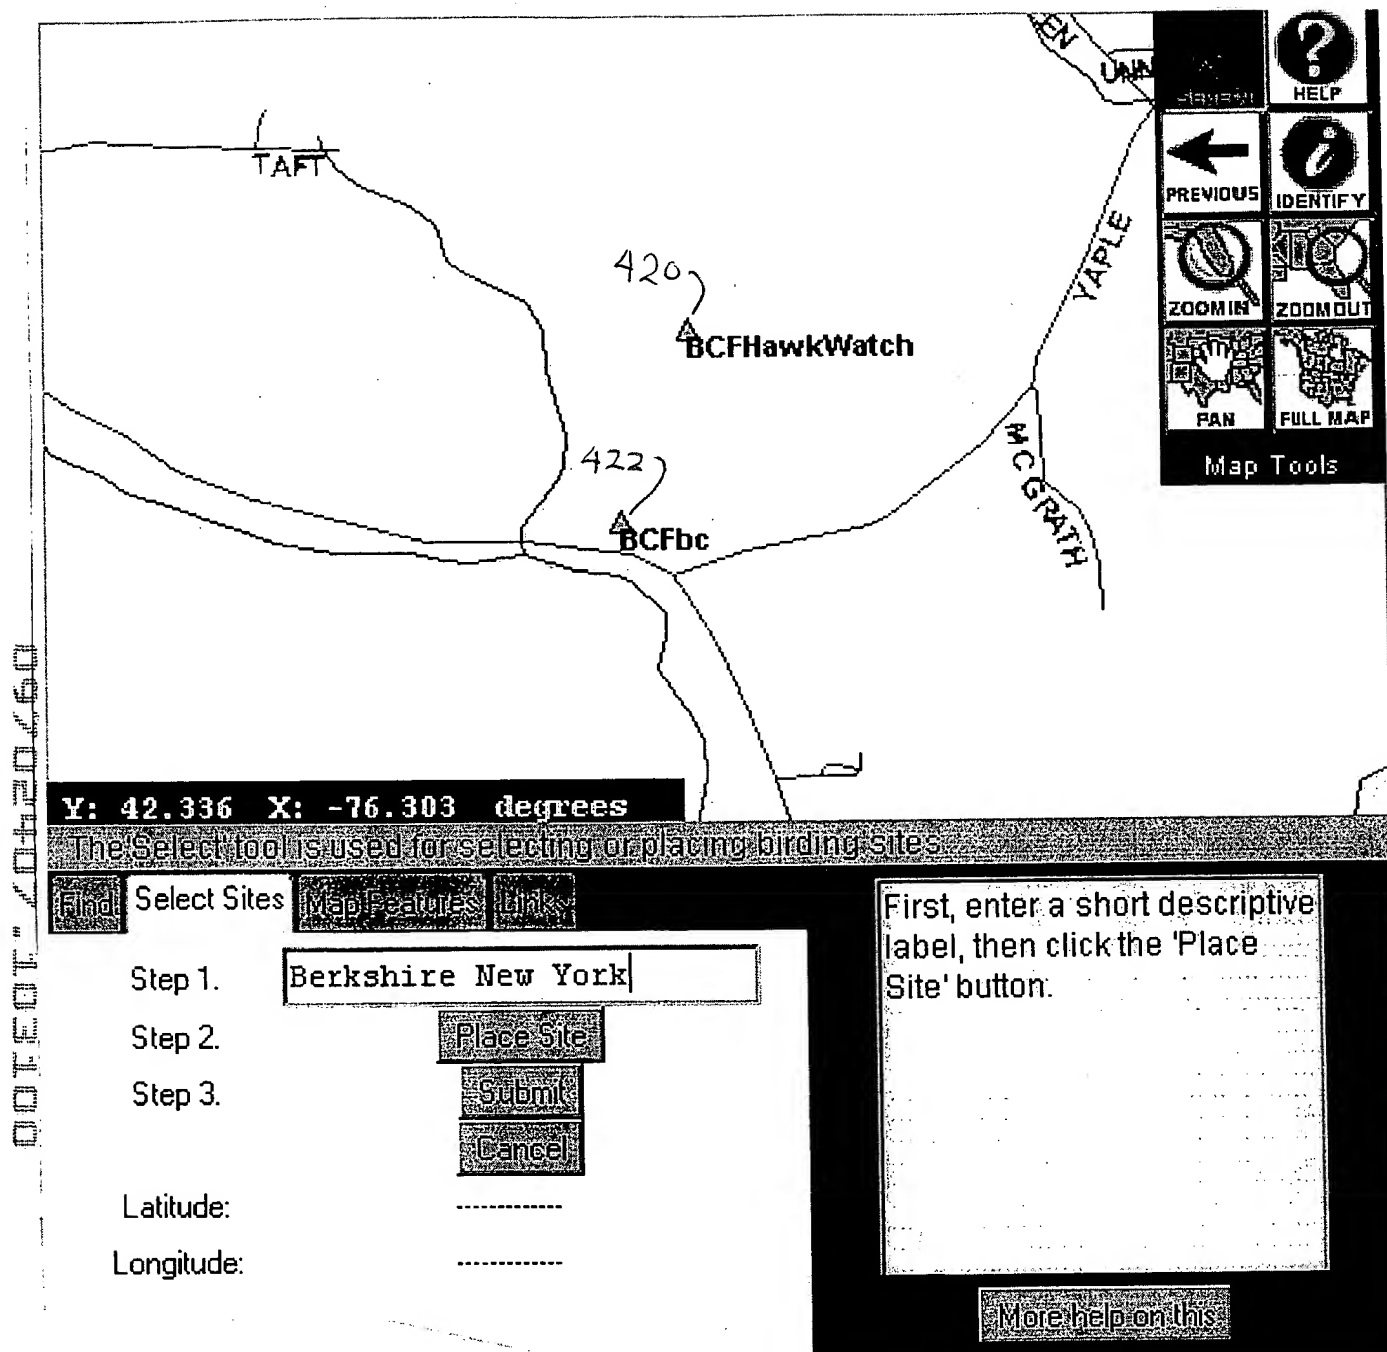 EN
UNN
SELECT
HELP
TAFT
PREVIOUS
IDENTIFY
YAPLE
420
ZOOM IN
ZOOM OUT
BCFHawkWatch
PAN
FULL MAP
MC GRATH
Map Tools
422
BCFbc
Y: 42.336 X: -76.303 degrees
The 'Select' tool is used for selecting or placing birding sites
Find Select Sites Map Features Links
First, enter a short descriptive
label, then click the 'Place
Site' button.
Step 1. Berkshire New York
Step 2. Place Site
Step 3. Submit
Cancel
Latitude: ------------
Longitude: ------------
More help on this